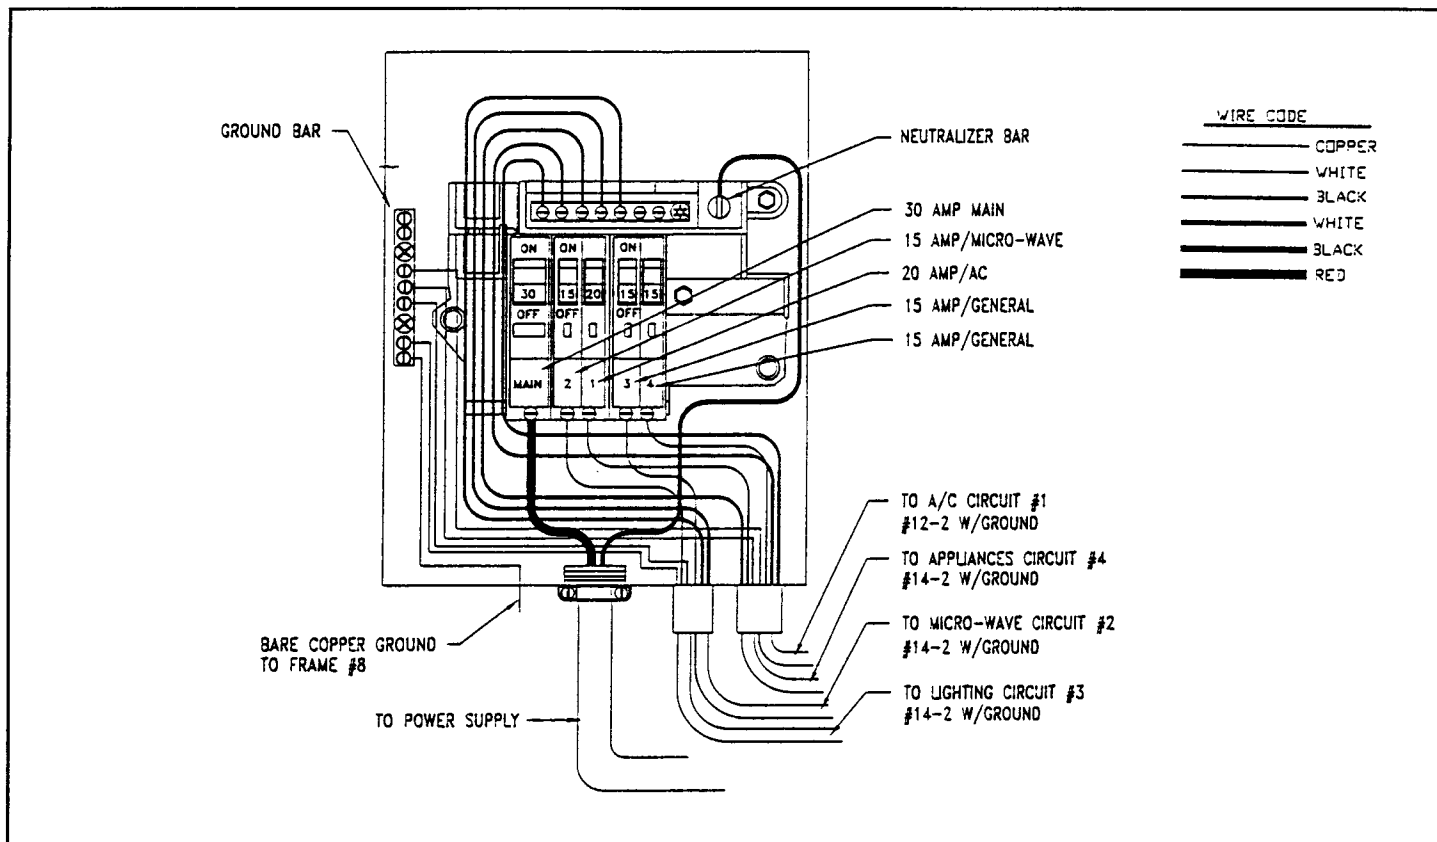 GROUND BAR
NEUTRALIZER BAR
30 AMP MAIN
15 AMP/MICRO-WAVE
20 AMP/AC
15 AMP/GENERAL
15 AMP/GENERAL
WIRE CODE
COPPER
WHITE
BLACK
WHITE
BLACK
RED
ON ON ON
30 15 20 15 15
OFF OFF OFF
MAIN 2 1 3 4
TO A/C CIRCUIT #1
#12-2 W/GROUND
TO APPLIANCES CIRCUIT #4
#14-2 W/GROUND
TO MICRO-WAVE CIRCUIT #2
#14-2 W/GROUND
TO LIGHTING CIRCUIT #3
#14-2 W/GROUND
BARE COPPER GROUND
TO FRAME #8
TO POWER SUPPLY